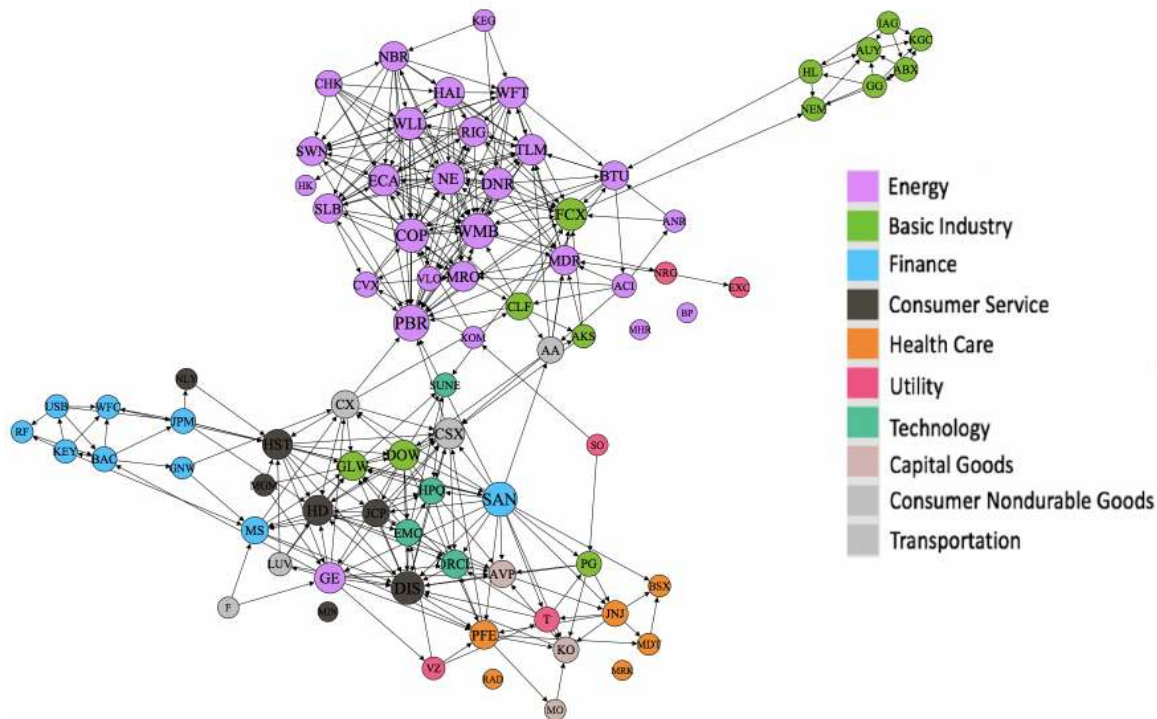 KEG
IAG
NBR
AUY
KGC
CHK
HAL
WFT
HL
GG
ABX
NEM
WLL
RIG
SWN
TLM
HK
ECA
NE
DNR
BTU
SLB
FCX
ANR
COP
WMB
CVX
VLO
MRO
MDR
NRG
EXC
ACI
PBR
CLF
BP
XOM
MHR
AKS
AA
SUNE
NLY
USB
WFC
JPM
CX
RF
KEY
BAC
GNW
HST
CSX
SO
GLW
DOW
MGM
HPQ
SAN
HD
JCP
MS
EMC
LUV
ORCL
AVP
PG
GE
DIS
BSX
F
T
JNJ
PFE
KO
MDT
VZ
RAD
MRK
MO
Energy
Basic Industry
Finance
Consumer Service
Health Care
Utility
Technology
Capital Goods
Consumer Nondurable Goods
Transportation